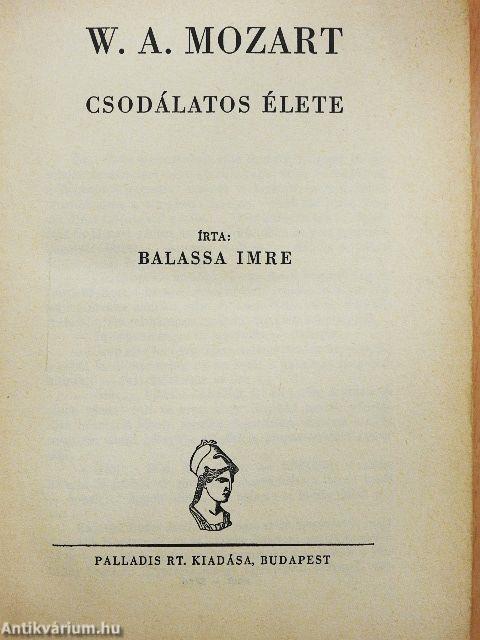 W. A. MOZART
CSODÁLATOS ÉLETE
ÍRTA:
BALASSA IMRE
PALLADIS RT. KIADÁSA, BUDAPEST
Antikvárium.hu